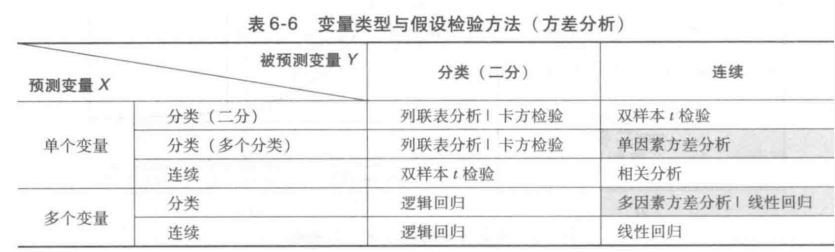 表6-6 变量类型与假设检验方法（方差分析）
被预测变量 Y
预测变量 X
分类（二分）
连续
单个变量
分类（二分）
列联表分析 | 卡方检验
双样本 t 检验
分类（多个分类）
列联表分析 | 卡方检验
单因素方差分析
连续
双样本 t 检验
相关分析
多个变量
分类
逻辑回归
多因素方差分析 | 线性回归
连续
逻辑回归
线性回归